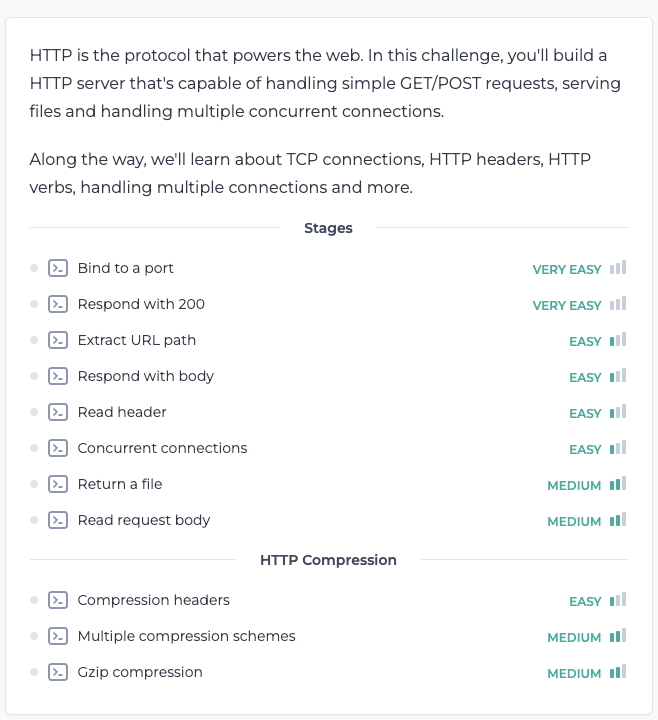 HTTP is the protocol that powers the web. In this challenge, you'll build a
HTTP server that's capable of handling simple GET/POST requests, serving
files and handling multiple concurrent connections.
Along the way, we'll learn about TCP connections, HTTP headers, HTTP
verbs, handling multiple connections and more.
Stages
Bind to a port VERY EASY
Respond with 200 VERY EASY
Extract URL path EASY
Respond with body EASY
Read header EASY
Concurrent connections EASY
Return a file MEDIUM
Read request body MEDIUM
HTTP Compression
Compression headers EASY
Multiple compression schemes MEDIUM
Gzip compression MEDIUM